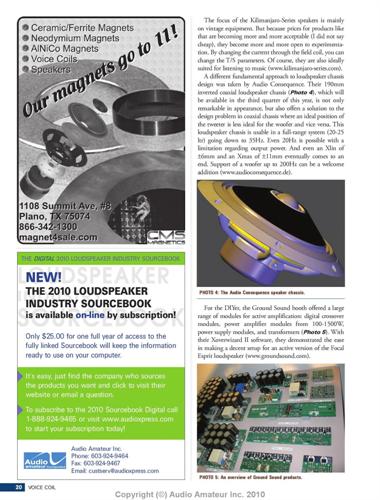 Ceramic/Ferrite Magnets
Neodymium Magnets
AlNiCo Magnets
Voice Coils
Speakers
Our magnets go to 11!
1108 Summit Ave, #8
Plano, TX 75074
866-342-1300
magnet4sale.com
CMS
MAGNETICS
THE DIGITAL 2010 LOUDSPEAKER INDUSTRY SOURCEBOOK
LOUDSPEAKER
NEW!
THE 2010 LOUDSPEAKER
INDUSTRY SOURCEBOOK
is available on-line by subscription!
Only $25.00 for one full year of access to the
fully linked Sourcebook will keep the information
ready to use on your computer.
It's easy, just find the company who sources
the products you want and click to visit their
website or email a question.
To subscribe to the 2010 Sourcebook Digital call
1-888-924-9465 or visit www.audioxpress.com
to start your subscription today!
Audio
Audio Amateur Inc.
Phone: 603-924-9464
Fax: 603-924-9467
Email: custserv@audioxpress.com
20 VOICE COIL
The focus of the Kilimanjaro-Series speakers is mainly
on vintage equipment. But because prices for products like
that are becoming more and more acceptable (I did not say
cheap), they become more and more open to experimenta-
tion. By changing the current through the field coil, you can
change the T/S parameters. Of course, they are also ideally
suited for listening to music (www.kilimanjaro-series.com).
A different fundamental approach to loudspeaker chassis
design was taken by Audio Consequence. Their 190mm
inverted coaxial loudspeaker chassis (Photo 4), which will
be available in the third quarter of this year, is not only
remarkable in appearance, but also offers a solution to the
design problem in coaxial chassis where an ideal position of
the tweeter is less ideal for the woofer and vice versa. This
loudspeaker chassis is usable in a full-range system (20-25
ltr) going down to 35Hz. Even 20Hz is possible with a
limitation regarding output power. And even an Xlin of
±6mm and an Xmax of ±11mm eventually comes to an
end. Support of a woofer up to 200Hz can be a welcome
addition (www.audioconsequence.de).
PHOTO 4: The Audio Consequence speaker chassis.
For the DIYer, the Ground Sound booth offered a large
range of modules for active amplification: digital crossover
modules, power amplifier modules from 100-1500W,
power supply modules, and transformers (Photo 5). With
their Xoverwizard II software, they demonstrated the ease
in making a decent setup for an active version of the Focal
Esprit loudspeaker (www.groundsound.com).
PHOTO 5: An overview of Ground Sound products.
Copyright (©) Audio Amateur Inc. 2010